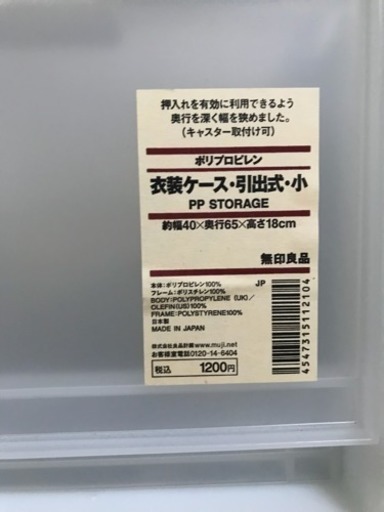 押入れを有効に利用できるよう
奥行を深く幅を狭めました。
（キャスター取付け可）
ポリプロピレン
衣装ケース・引出式・小
PP STORAGE
約幅40×奥行65×高さ18cm
無印良品
本体：ポリプロピレン100%
フレーム：ポリスチレン100%
BODY:POLYPROPYLENE (UK)／
OLEFIN(US)100%
FRAME:POLYSTYRENE100%
日本製
MADE IN JAPAN
JP
4547315112104
株式会社良品計画 www.muji.net
お客様室電話0120-14-6404
税込 1200円